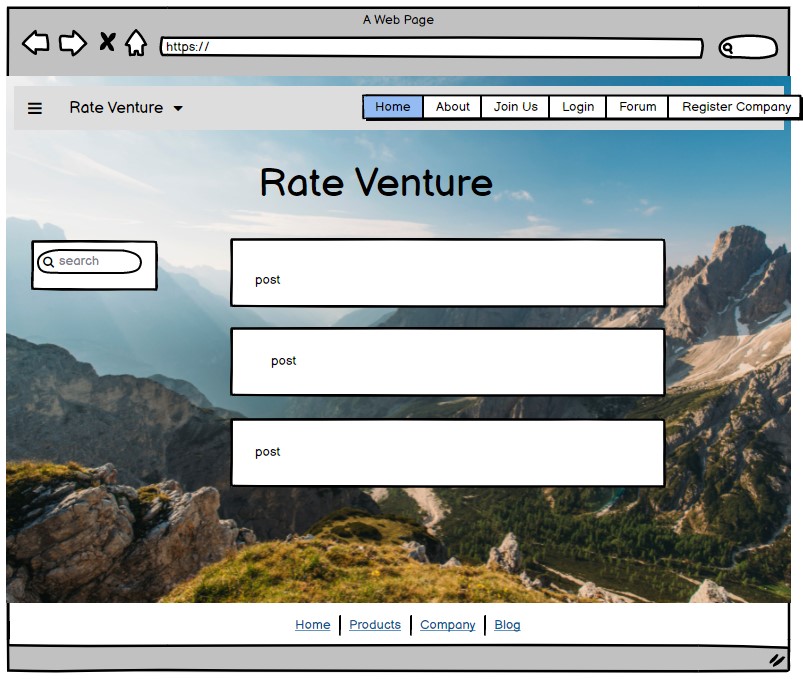 A Web Page
https://
Rate Venture
Home About Join Us Login Forum Register Company
Rate Venture
search
post
post
post
Home Products Company Blog